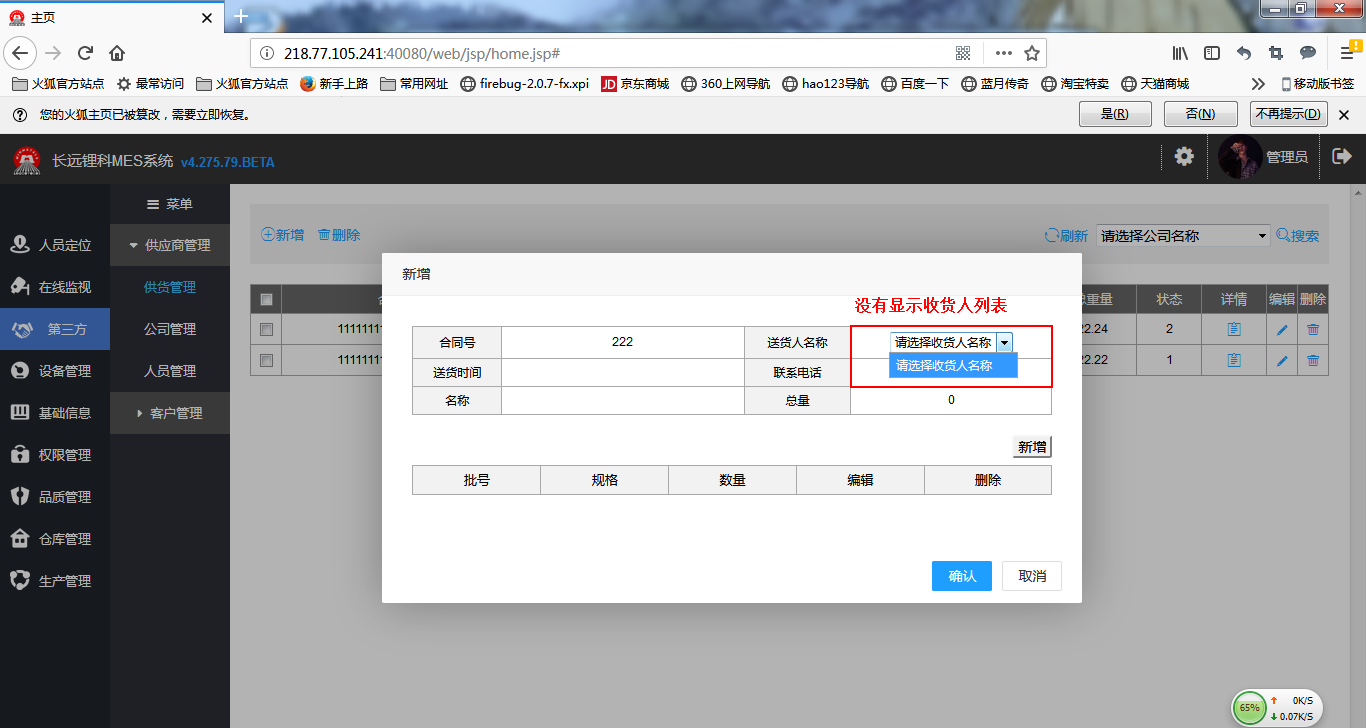 主页
218.77.105.241:40080/web/jsp/home.jsp#
火狐官方站点 最常访问 火狐官方站点 新手上路 常用网址 firebug-2.0.7-fx.xpi JD 京东商城 360上网导航 hao123导航 百度一下 蓝月传奇 淘宝特卖 天猫商城 移动版书签
您的火狐主页已被篡改，需要立即恢复。 是(R) 否(N) 不再提示(D)
长远锂科MES系统 v4.275.79.BETA 管理员
菜单
人员定位
在线监视
第三方
设备管理
基础信息
权限管理
品质管理
仓库管理
生产管理
供应商管理
供货管理
公司管理
人员管理
客户管理
新增 删除 刷新 请选择公司名称 搜索
总重量 状态 详情 编辑 删除
11111111 2.24 2
11111111 2.22 1
新增
没有显示收货人列表
合同号 222 送货人名称 请选择收货人名称
请选择收货人名称
送货时间 联系电话
名称 总量 0
新增
批号 规格 数量 编辑 删除
确认 取消
65% 0K/S
0.07K/S